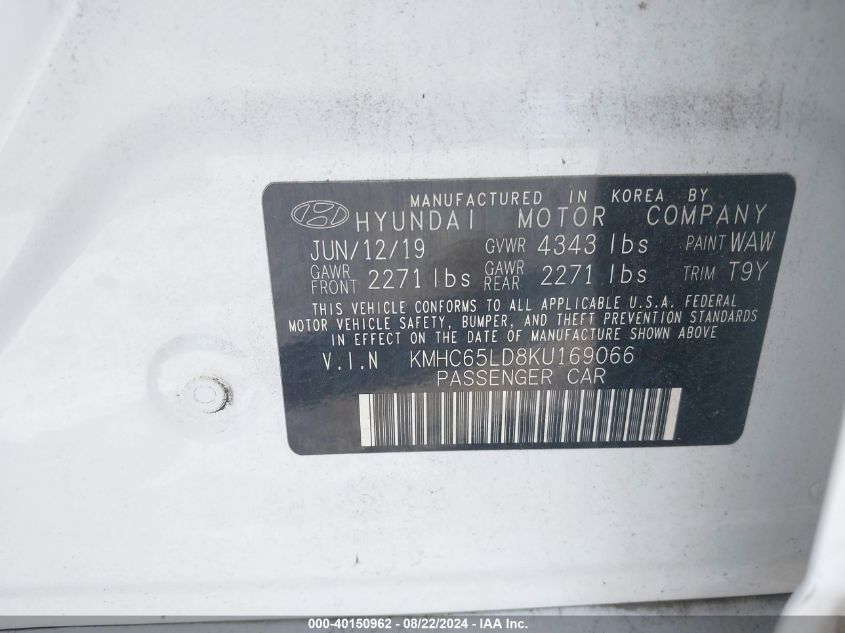 MANUFACTURED IN KOREA BY
HYUNDAI MOTOR COMPANY
JUN/12/19 GVWR 4343 lbs PAINT WAW
GAWR FRONT 2271 lbs GAWR REAR 2271 lbs TRIM T9Y
THIS VEHICLE CONFORMS TO ALL APPLICABLE U.S.A. FEDERAL
MOTOR VEHICLE SAFETY, BUMPER, AND THEFT PREVENTION STANDARDS
IN EFFECT ON THE DATE OF MANUFACTURE SHOWN ABOVE
V.I.N KMHC65LD8KU169066
PASSENGER CAR
000-40150962 - 08/22/2024 - Copyright © 2024 IAA, Inc.